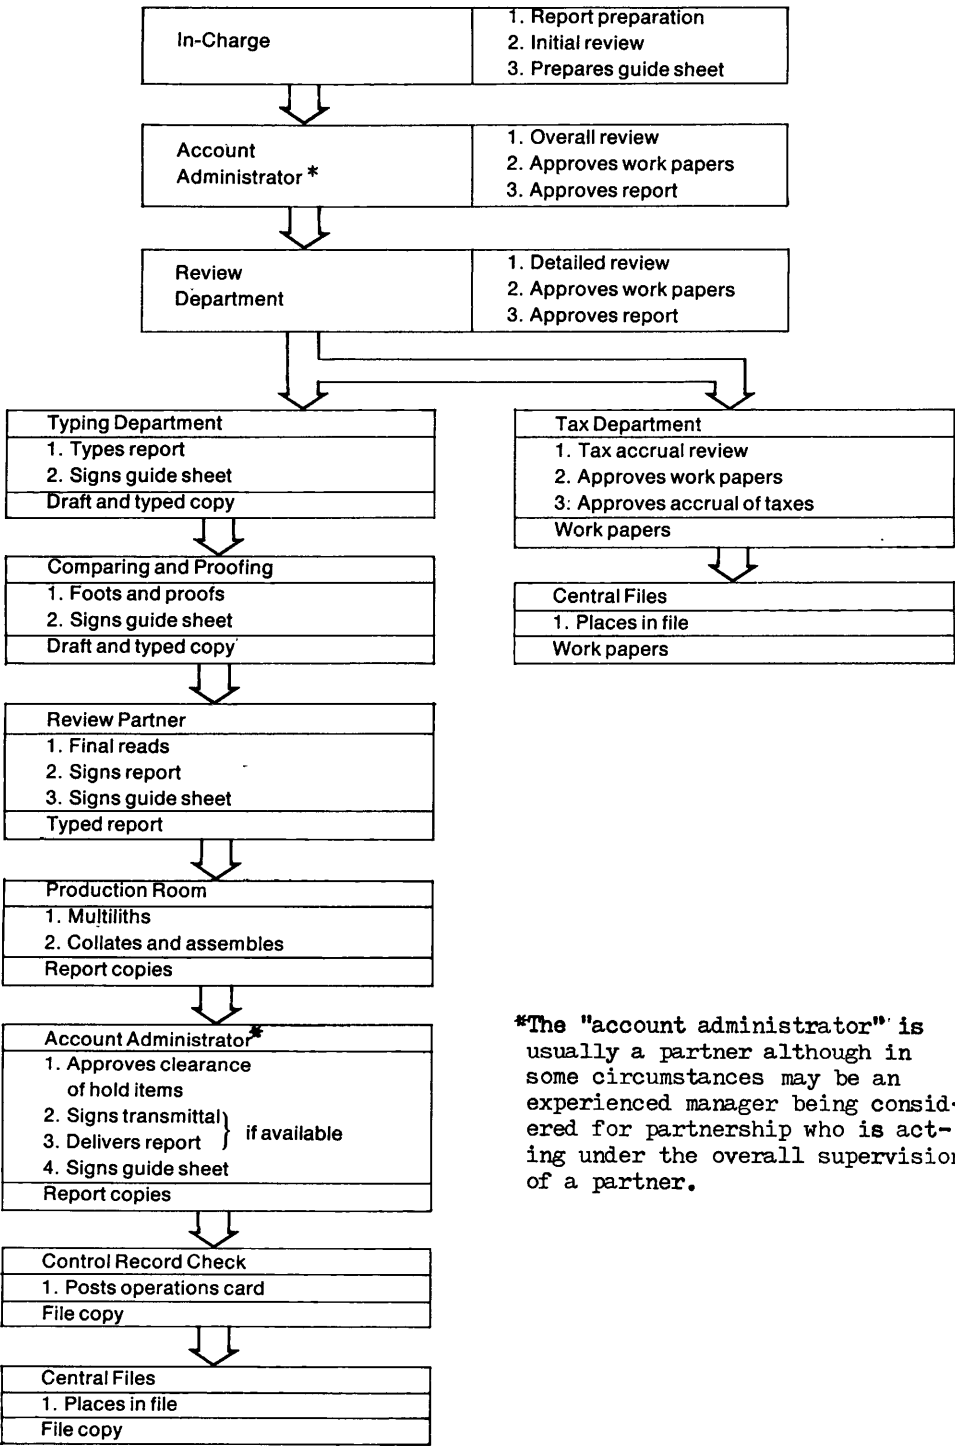 In-Charge
1. Report preparation
2. Initial review
3. Prepares guide sheet
Account
Administrator *
1. Overall review
2. Approves work papers
3. Approves report
Review
Department
1. Detailed review
2. Approves work papers
3. Approves report
Typing Department
1. Types report
2. Signs guide sheet
Draft and typed copy
Tax Department
1. Tax accrual review
2. Approves work papers
3. Approves accrual of taxes
Work papers
Comparing and Proofing
1. Foots and proofs
2. Signs guide sheet
Draft and typed copy
Central Files
1. Places in file
Work papers
Review Partner
1. Final reads
2. Signs report
3. Signs guide sheet
Typed report
Production Room
1. Multiliths
2. Collates and assembles
Report copies
Account Administrator*
1. Approves clearance
of hold items
2. Signs transmittal
3. Delivers report } if available
4. Signs guide sheet
Report copies
*The "account administrator" is
usually a partner although in
some circumstances may be an
experienced manager being consid-
ered for partnership who is act-
ing under the overall supervision
of a partner.
Control Record Check
1. Posts operations card
File copy
Central Files
1. Places in file
File copy